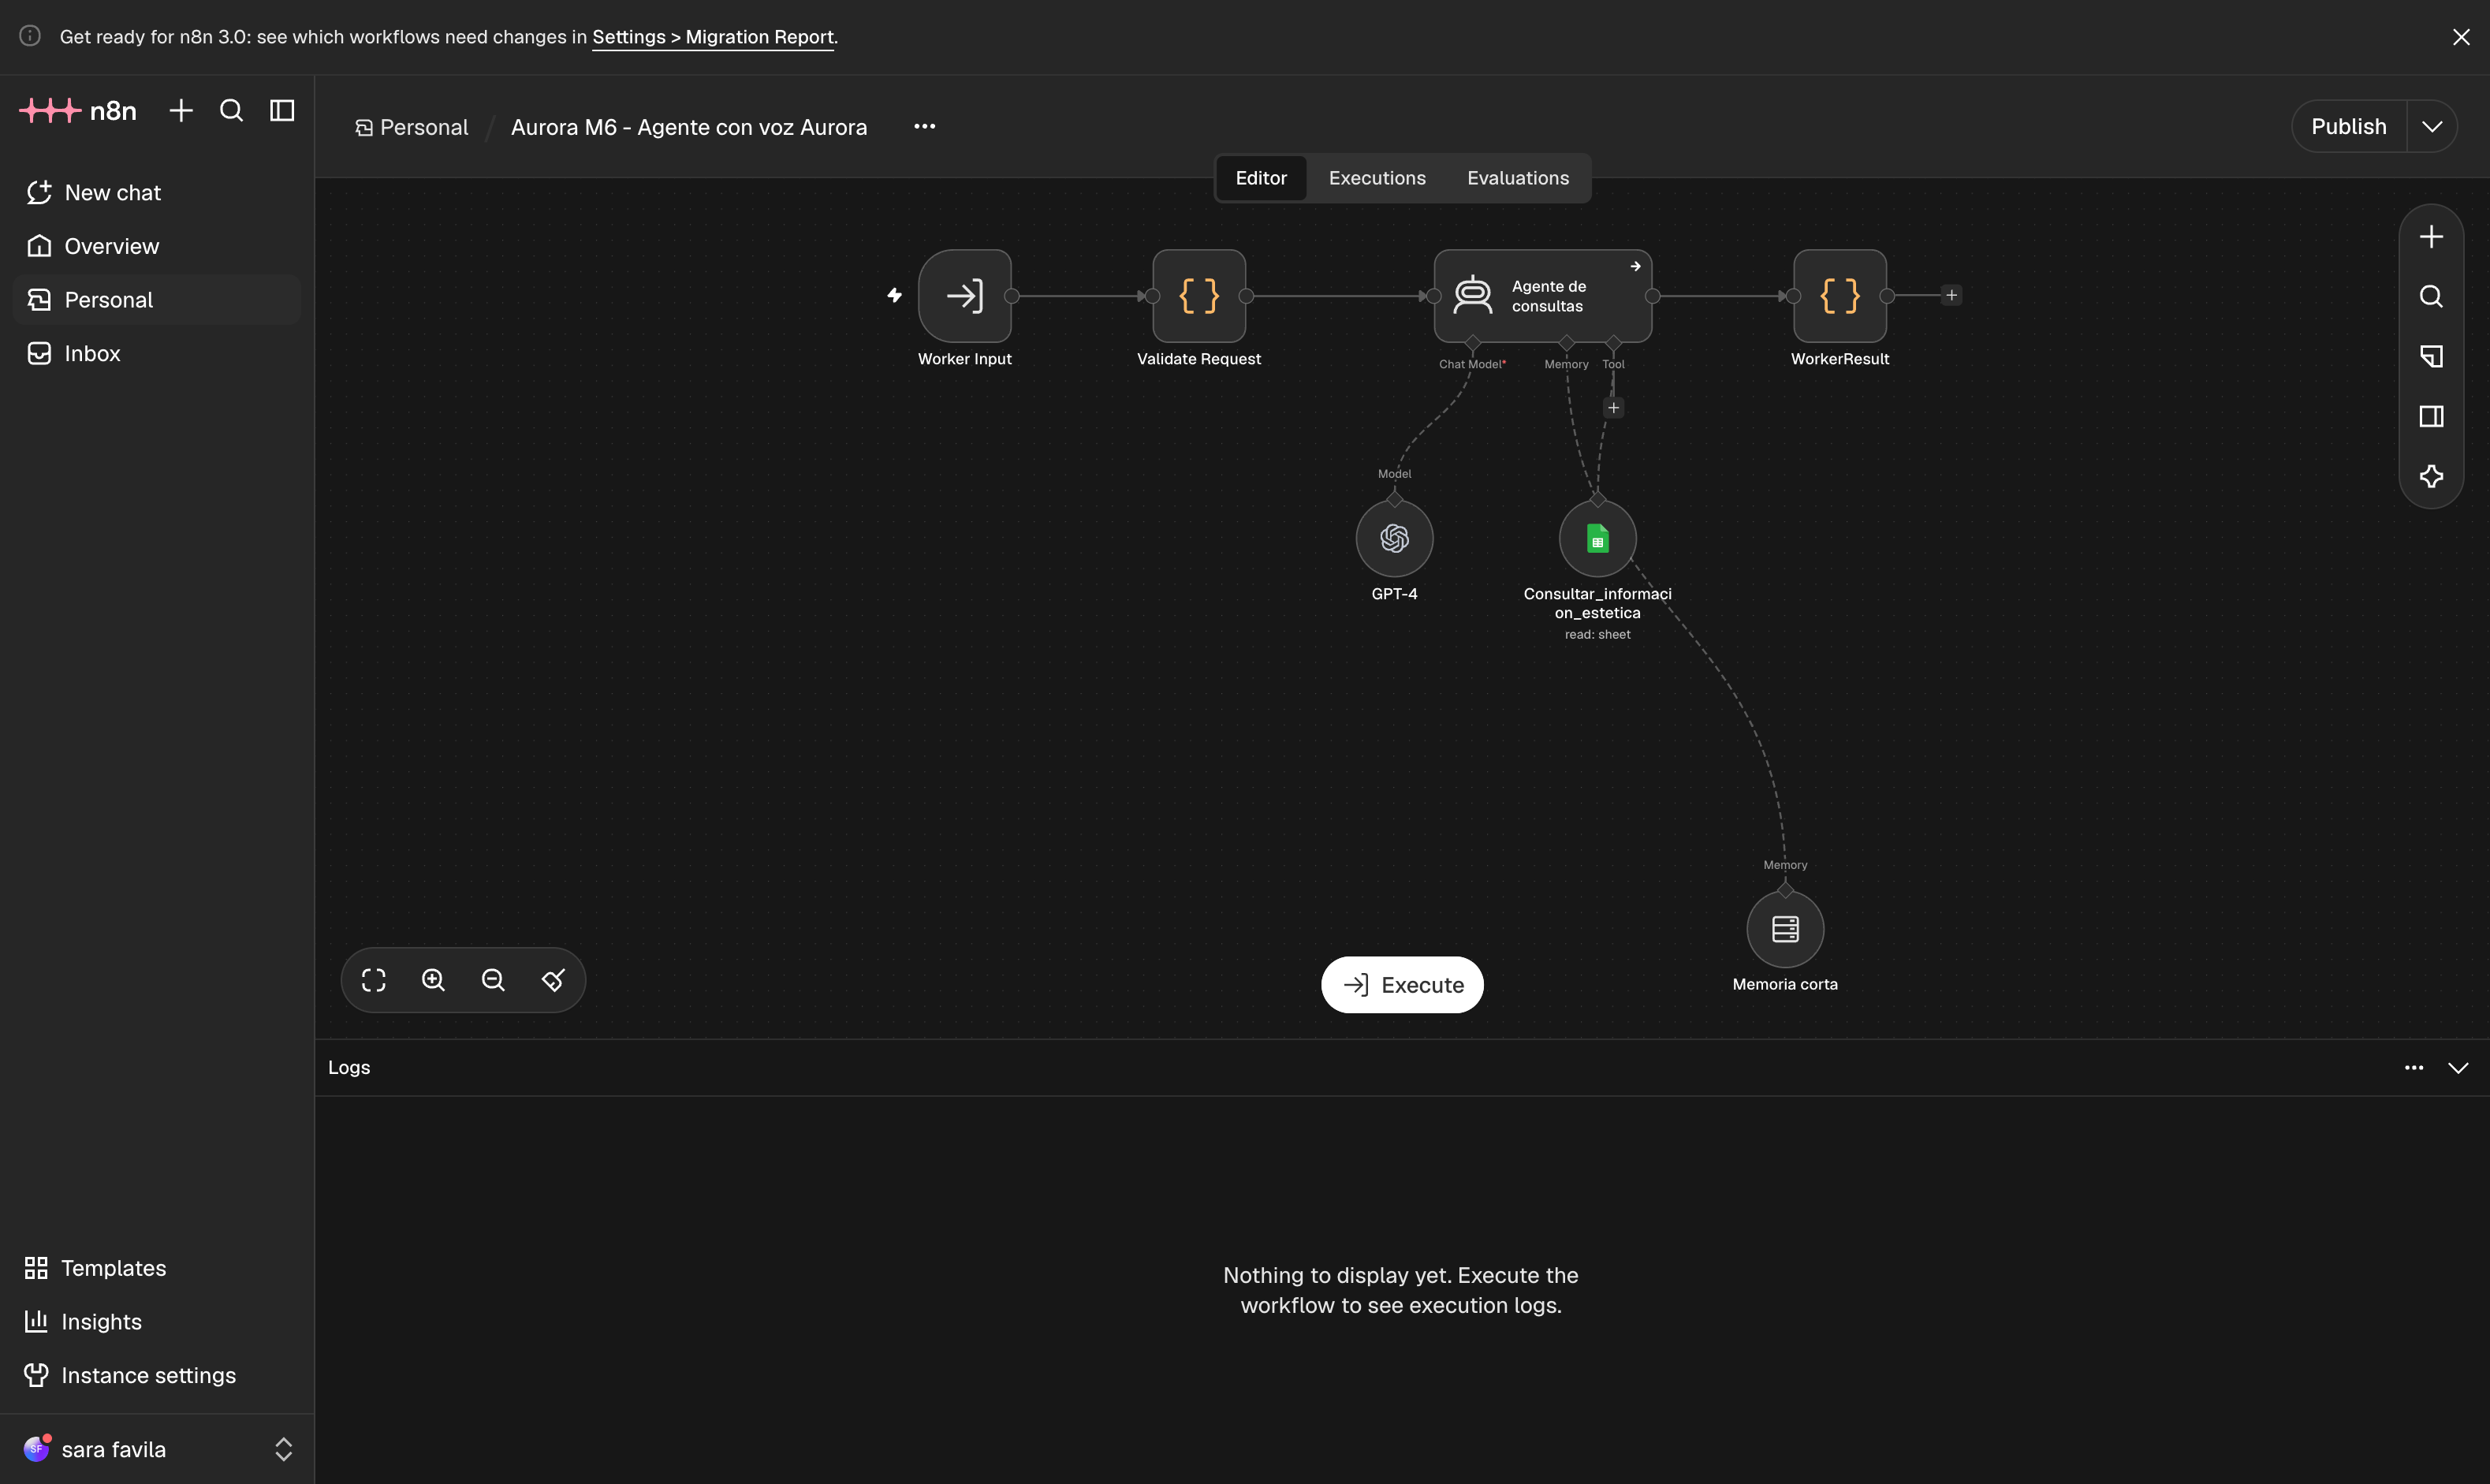 Get ready for n8n 3.0: see which workflows need changes in Settings > Migration Report.
n8n
New chat
Overview
Personal
Inbox
Templates
Insights
Instance settings
SF
sara favila
Personal / Aurora M6 - Agente con voz Aurora
Publish
Editor
Executions
Evaluations
Worker Input
Validate Request
Agente de
consultas
WorkerResult
Chat Model*
Memory
Tool
Model
GPT-4
Consultar_informaci
on_estetica
read: sheet
Memory
Memoria corta
Execute
Logs
Nothing to display yet. Execute the
workflow to see execution logs.